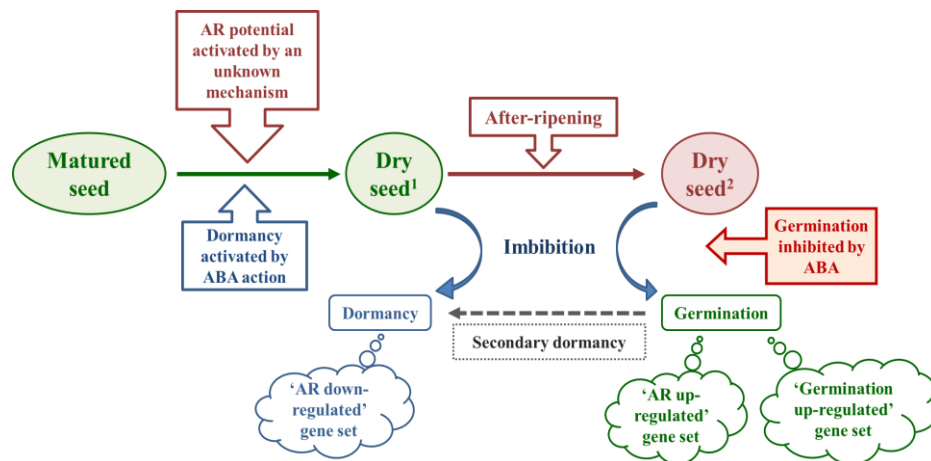 AR potential
activated by an
unknown
mechanism
After-ripening
Matured
seed
Dry
seed¹
Dry
seed²
Dormancy
activated by
ABA action
Imbibition
Germination
inhibited by
ABA
Dormancy
Germination
Secondary dormancy
‘AR down-
regulated’
gene set
‘AR up-
regulated’
gene set
‘Germination
up-regulated’
gene set